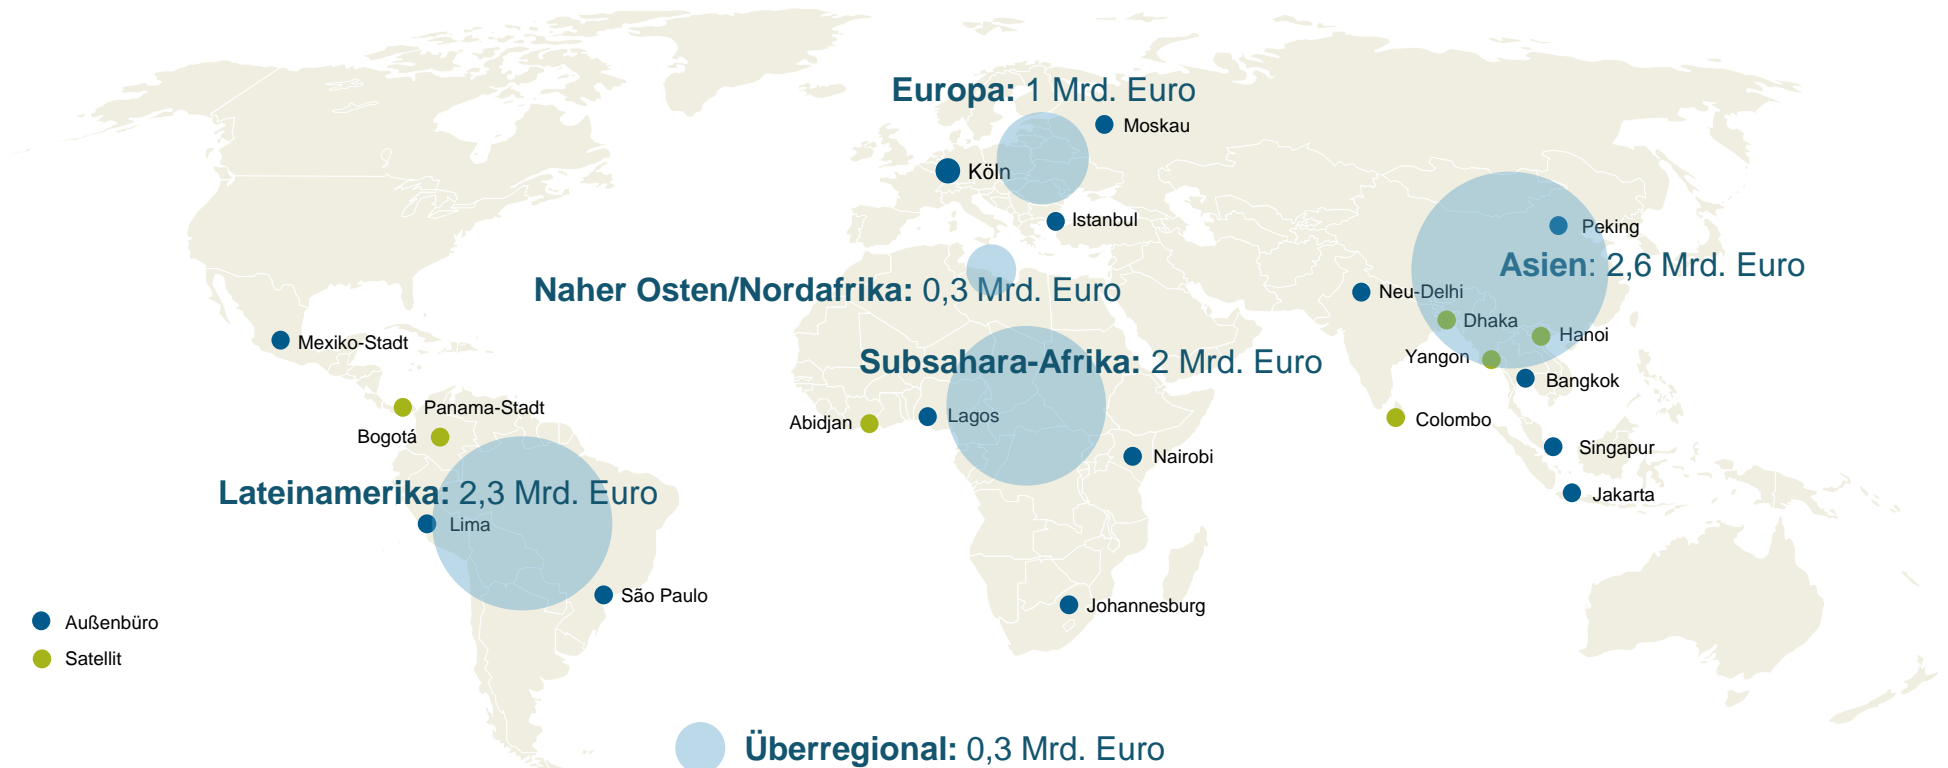 Europa: 1 Mrd. Euro
Moskau
Köln
Istanbul
Peking
Asien: 2,6 Mrd. Euro
Naher Osten/Nordafrika: 0,3 Mrd. Euro
Neu-Delhi
Dhaka
Hanoi
Mexiko-Stadt
Yangon
Subsahara-Afrika: 2 Mrd. Euro
Bangkok
Panama-Stadt
Abidjan
Lagos
Colombo
Bogotá
Singapur
Nairobi
Lateinamerika: 2,3 Mrd. Euro
Jakarta
Lima
São Paulo
Johannesburg
Außenbüro
Satellit
Überregional: 0,3 Mrd. Euro